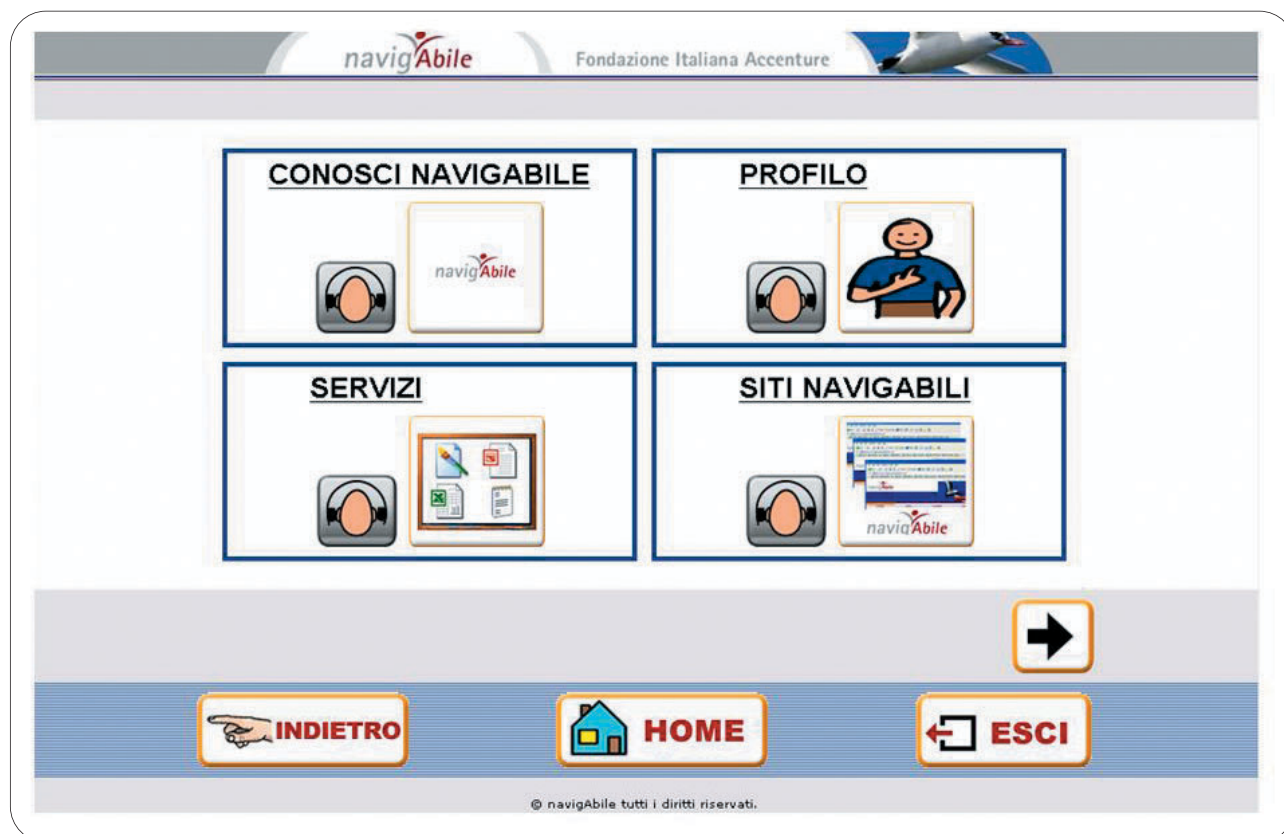 navigAbile Fondazione Italiana Accenture
CONOSCI NAVIGABILE
PROFILO
navigAbile
SERVIZI
SITI NAVIGABILI
navigAbile
INDIETRO
HOME
ESCI
© navigAbile tutti i diritti riservati.